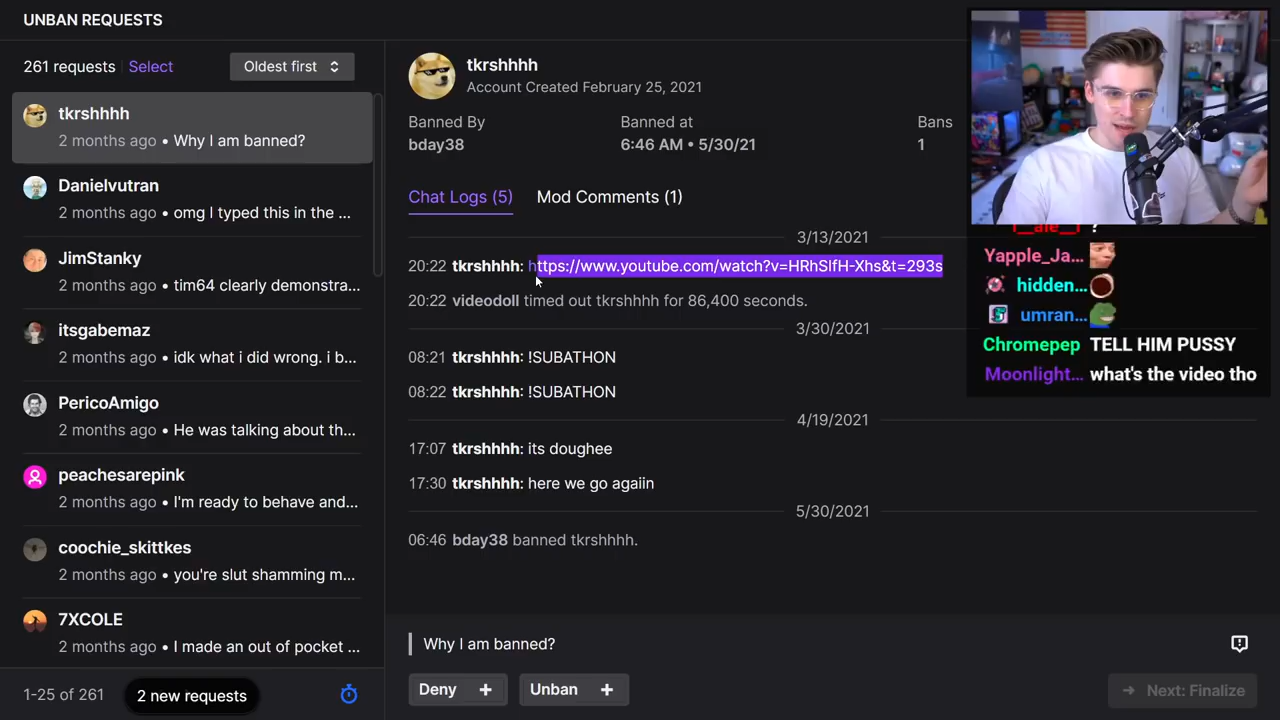 UNBAN REQUESTS
261 requests Select Oldest first
tkrshhhh
2 months ago • Why I am banned?
Danielvutran
2 months ago • omg I typed this in the ...
JimStanky
2 months ago • tim64 clearly demonstra...
itsgabemaz
2 months ago • idk what i did wrong. i b...
PericoAmigo
2 months ago • He was talking about th...
peachesarepink
2 months ago • I'm ready to behave and...
coochie_skittkes
2 months ago • you're slut shamming m...
7XCOLE
2 months ago • I made an out of pocket ...
1-25 of 261 2 new requests
tkrshhhh
Account Created February 25, 2021
Banned By Banned at Bans
bday38 6:46 AM • 5/30/21 1
Chat Logs (5) Mod Comments (1)
3/13/2021
20:22 tkrshhhh: https://www.youtube.com/watch?v=HRhSlfH-Xhs&t=293s
20:22 videodoll timed out tkrshhhh for 86,400 seconds.
3/30/2021
08:21 tkrshhhh: !SUBATHON
08:22 tkrshhhh: !SUBATHON
4/19/2021
17:07 tkrshhhh: its doughee
17:30 tkrshhhh: here we go agaiin
5/30/2021
06:46 bday38 banned tkrshhhh.
Why I am banned?
Deny + Unban + Next: Finalize
Yapple_Ja...
hidden...
umran...
Chromepep TELL HIM PUSSY
Moonlight... what's the video tho